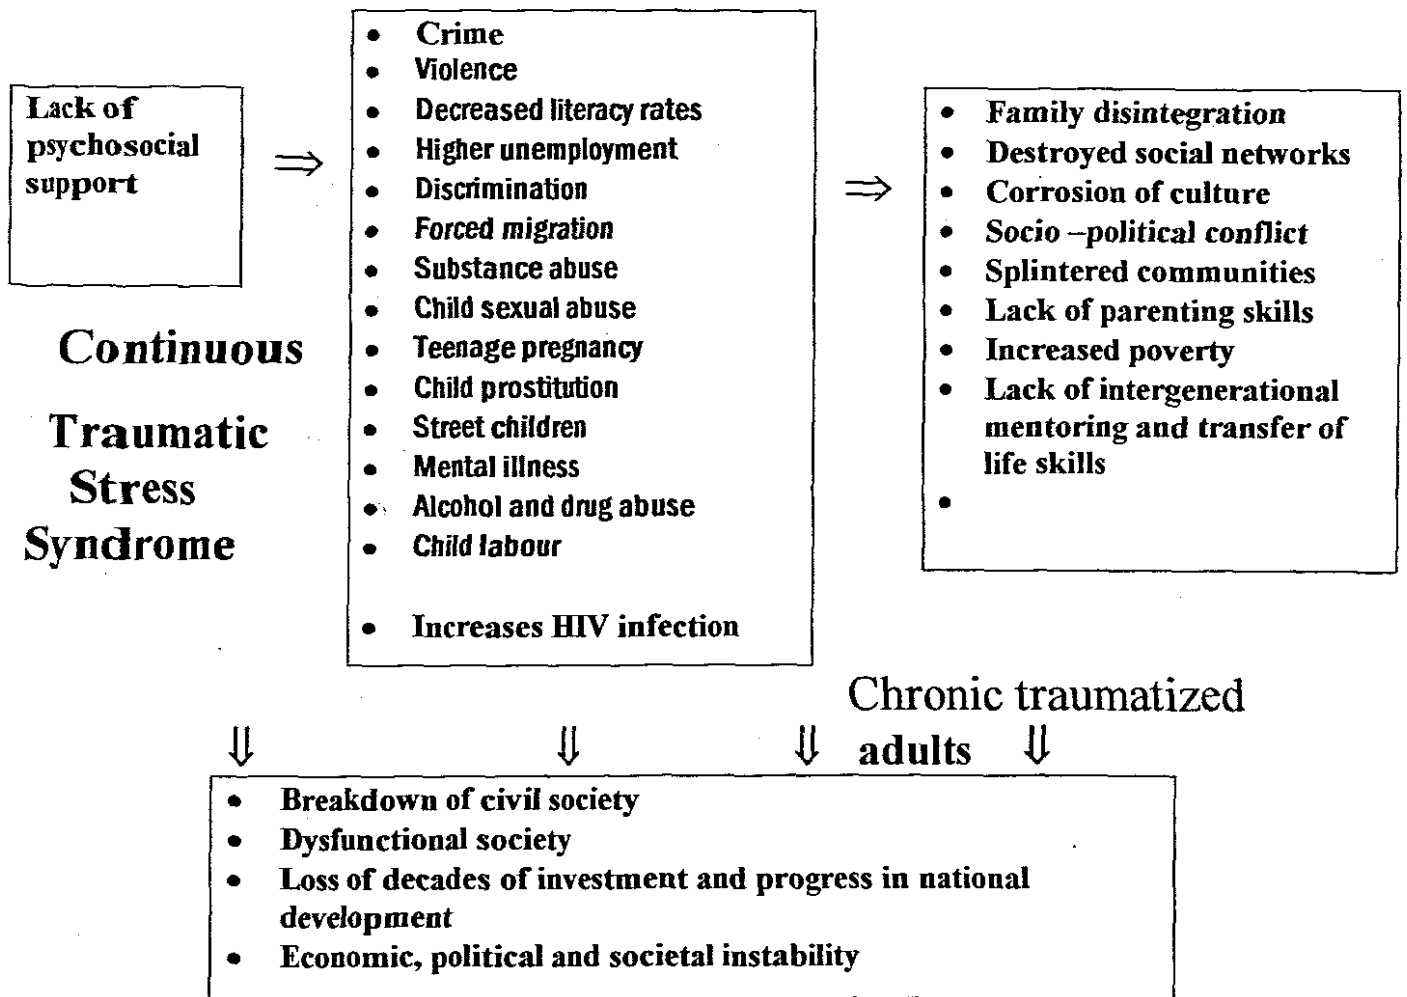 Lack of
psychosocial
support
⇒
Continuous
Traumatic
Stress
Syndrome
• Crime
• Violence
• Decreased literacy rates
• Higher unemployment
• Discrimination
• Forced migration
• Substance abuse
• Child sexual abuse
• Teenage pregnancy
• Child prostitution
• Street children
• Mental illness
• Alcohol and drug abuse
• Child labour
• Increases HIV infection
⇒
• Family disintegration
• Destroyed social networks
• Corrosion of culture
• Socio –political conflict
• Splintered communities
• Lack of parenting skills
• Increased poverty
• Lack of intergenerational
mentoring and transfer of
life skills
•
Chronic traumatized
⇓ ⇓ ⇓ adults ⇓
• Breakdown of civil society
• Dysfunctional society
• Loss of decades of investment and progress in national
development
• Economic, political and societal instability